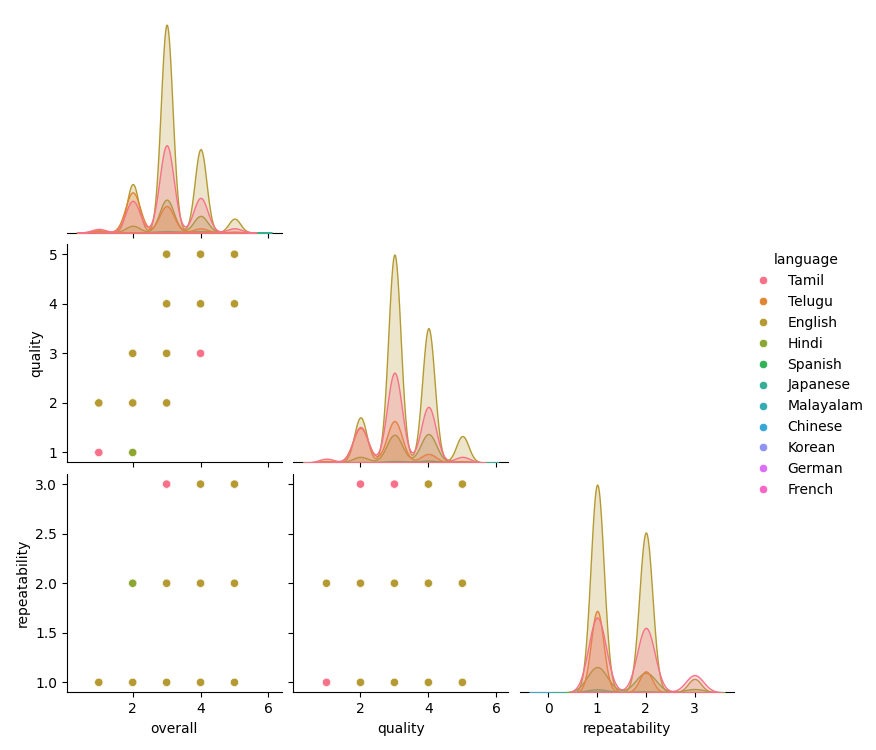 5
4
3
2
1
quality
3.0
2.5
2.0
1.5
1.0
repeatability
2 4 6
overall
2 4 6
quality
0 1 2 3
repeatability
language
Tamil
Telugu
English
Hindi
Spanish
Japanese
Malayalam
Chinese
Korean
German
French